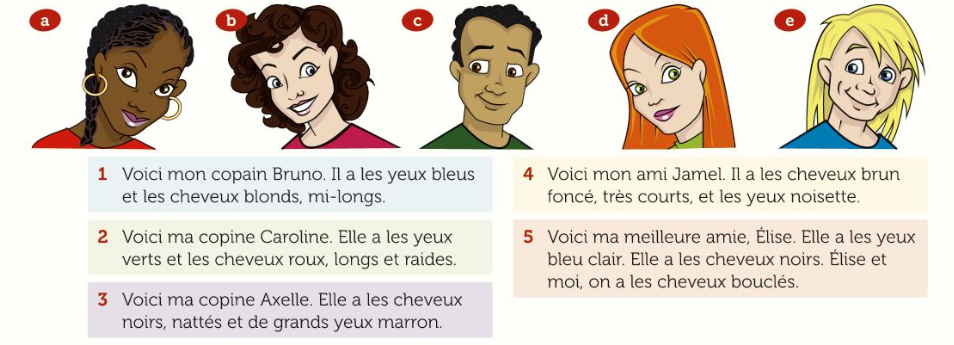 a
b
c
d
e
1 Voici mon copain Bruno. Il a les yeux bleus
et les cheveux blonds, mi-longs.
2 Voici ma copine Caroline. Elle a les yeux
verts et les cheveux roux, longs et raides.
3 Voici ma copine Axelle. Elle a les cheveux
noirs, nattés et de grands yeux marron.
4 Voici mon ami Jamel. Il a les cheveux brun
foncé, très courts, et les yeux noisette.
5 Voici ma meilleure amie, Élise. Elle a les yeux
bleu clair. Elle a les cheveux noirs. Élise et
moi, on a les cheveux bouclés.